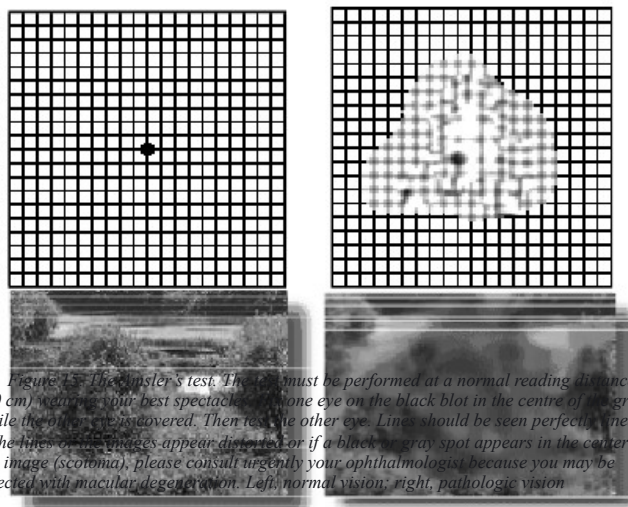 Figure 15: The Amsler's test. The test must be performed at a normal reading distance
cm) wearing your best spectacles. one eye on the black blot in the centre of the
the other eye is covered. Then test the other eye. Lines should be seen perfectly
the lines of the images appear distorted or if a black or gray spot appears in the center
image (scotoma), please consult urgently your ophthalmologist because you may be
with macular degeneration. Left, normal vision; right, pathologic vision